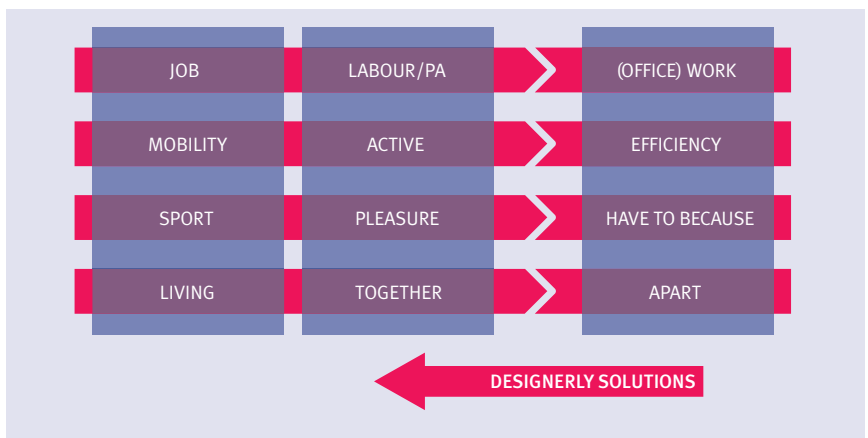 JOB LABOUR/PA (OFFICE) WORK
MOBILITY ACTIVE EFFICIENCY
SPORT PLEASURE HAVE TO BECAUSE
LIVING TOGETHER APART
DESIGNERLY SOLUTIONS